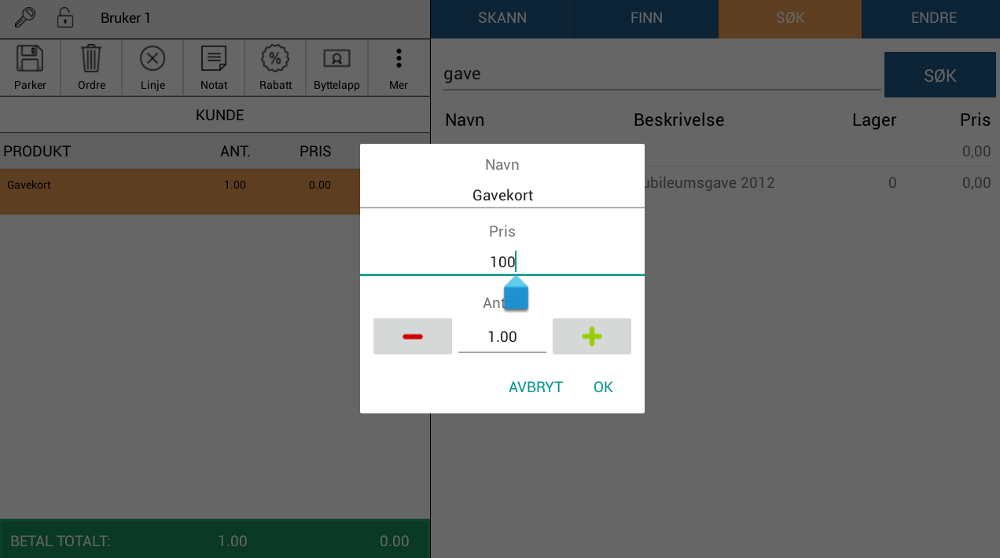 Bruker 1
SKANN FINN SØK ENDRE
Parker Ordre Linje Notat Rabatt Byttelapp Mer
gave SØK
KUNDE
Navn Beskrivelse Lager Pris
PRODUKT ANT. PRIS
0,00
Gavekort 1.00 0.00
ubileumsgave 2012 0 0,00
Navn
Gavekort
Pris
100
Ant
1.00
AVBRYT OK
BETAL TOTALT: 1.00 0.00